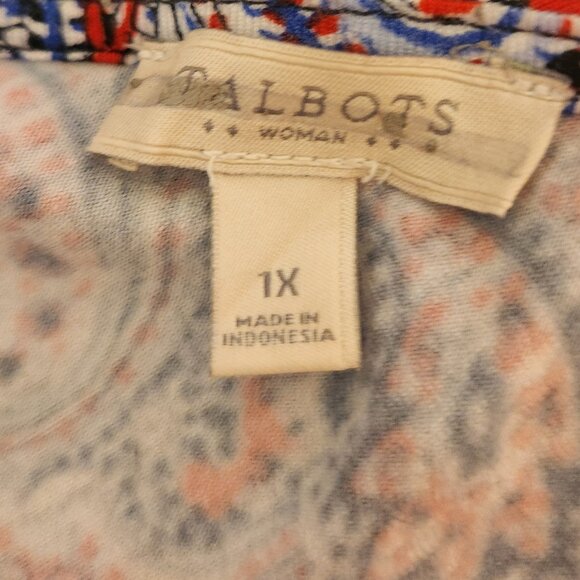 TALBOTS
WOMAN
1X
MADE IN
INDONESIA